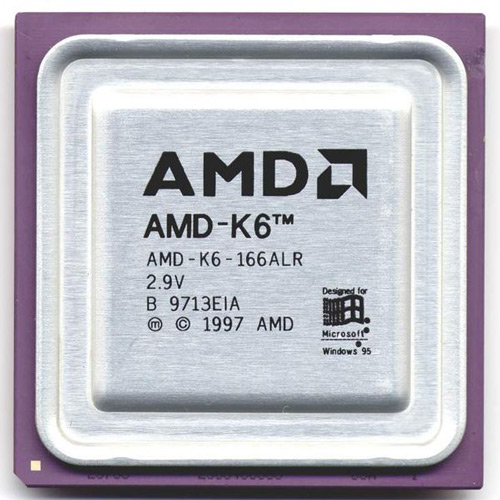 AMD
AMD-K6™
AMD-K6-166ALR
2.9V
B 9713EIA
ⓜ © 1997 AMD
Designed for
Microsoft®
Windows 95